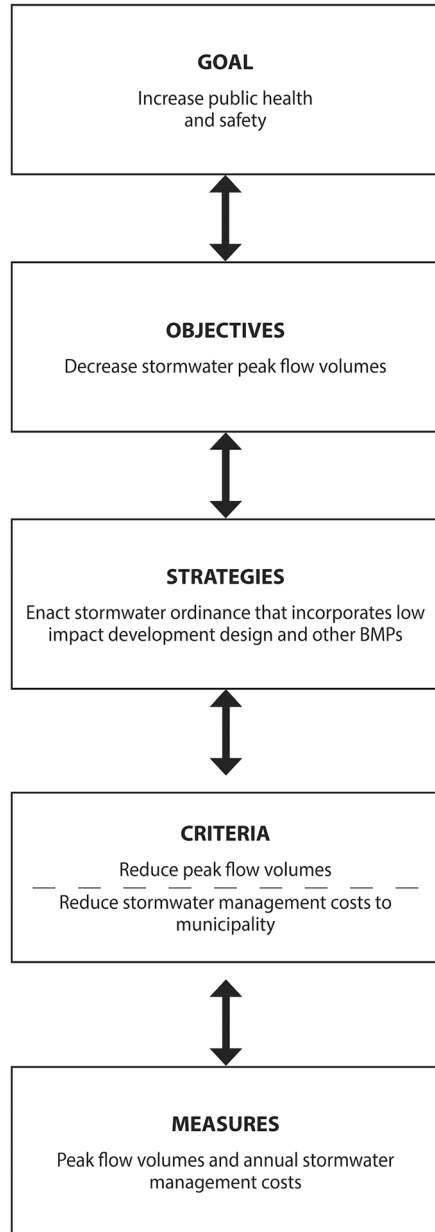 GOAL
Increase public health
and safety
OBJECTIVES
Decrease stormwater peak flow volumes
STRATEGIES
Enact stormwater ordinance that incorporates low
impact development design and other BMPs
CRITERIA
Reduce peak flow volumes
Reduce stormwater management costs to
municipality
MEASURES
Peak flow volumes and annual stormwater
management costs